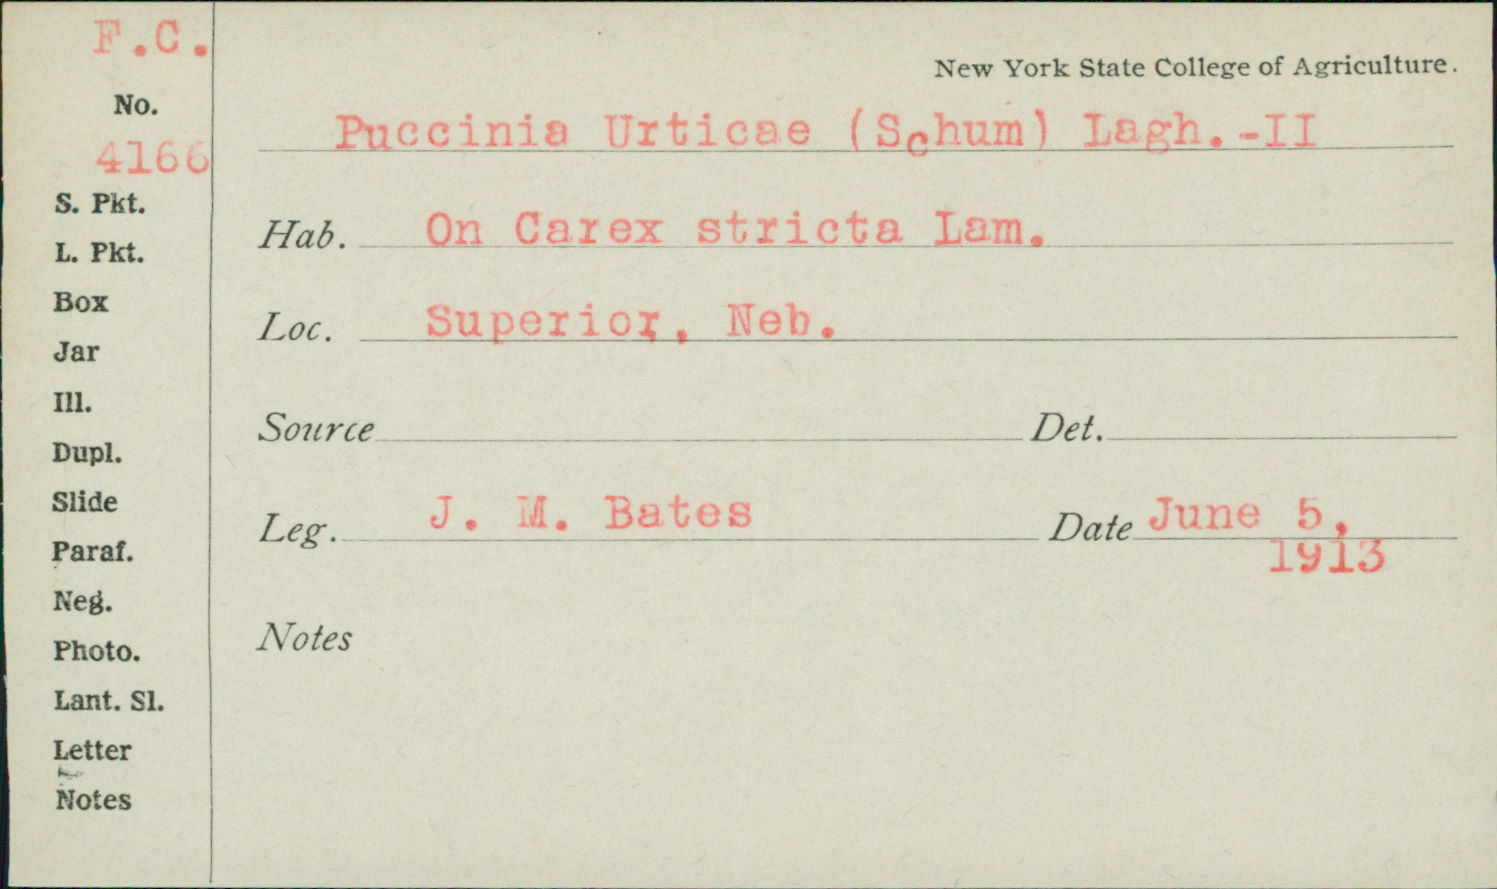 F.C.
No.
4166
S. Pkt.
L. Pkt.
Box
Jar
Ill.
Dupl.
Slide
Paraf.
Neg.
Photo.
Lant. Sl.
Letter
Notes
New York State College of Agriculture.
Puccinia Urticae (Schum) Lagh.-II
Hab. On Carex stricta Lam.
Loc. Superior, Neb.
Source Det.
Leg. J. M. Bates Date June 5,
1913
Notes